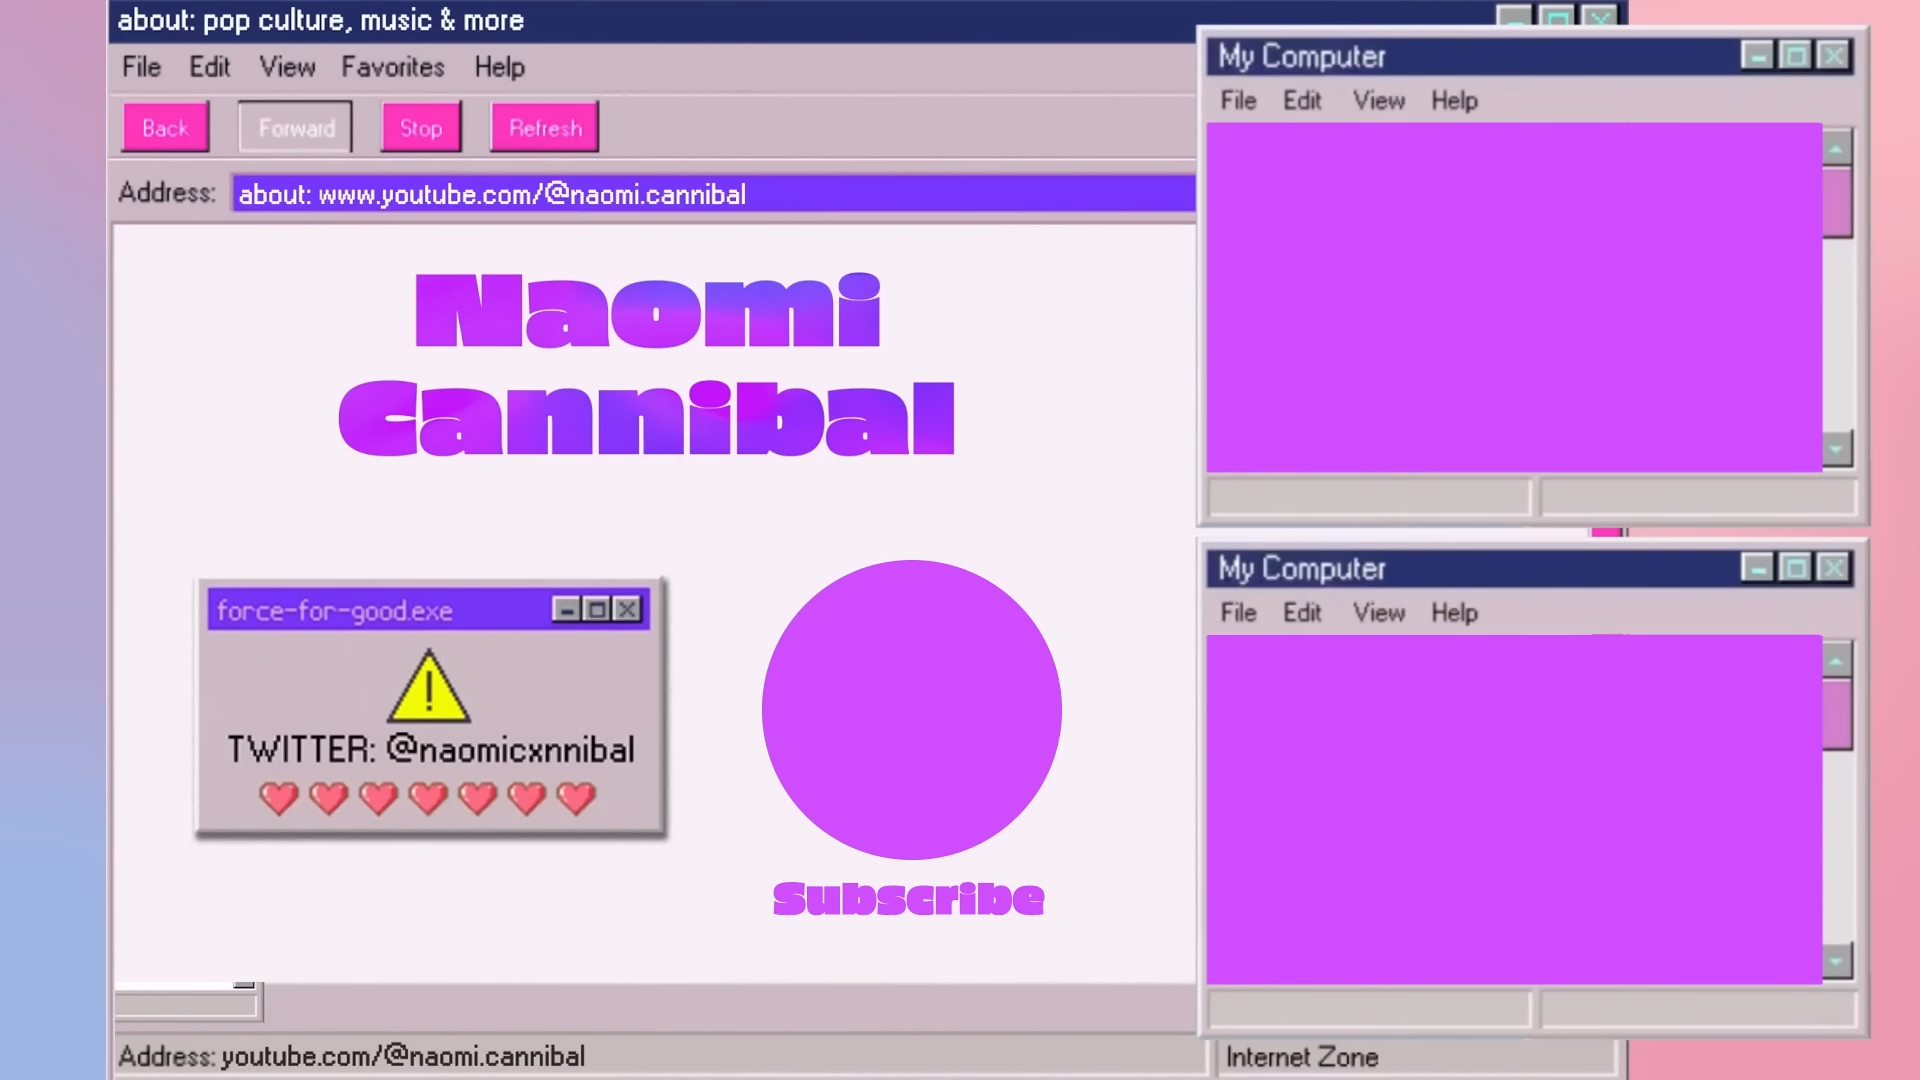 about: pop culture, music & more
File Edit View Favorites Help
Back Forward Stop Refresh
Address: about: www.youtube.com/@naomi.cannibal
Naomi
Cannibal
force-for-good.exe
!
TWITTER: @naomicxnnibal
Subscribe
Address: youtube.com/@naomi.cannibal
Internet Zone
My Computer
File Edit View Help
My Computer
File Edit View Help